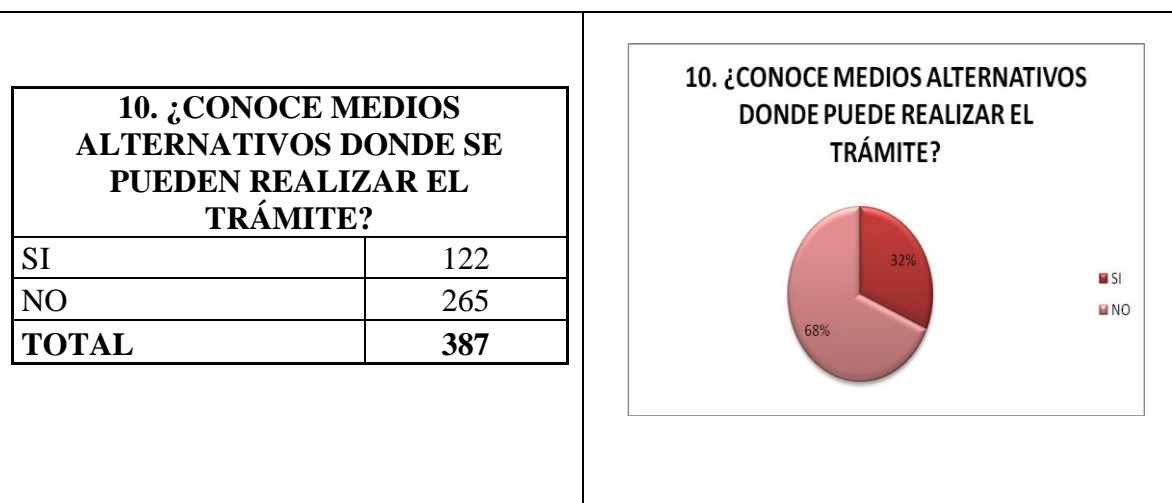 10. ¿CONOCE MEDIOS
ALTERNATIVOS DONDE SE
PUEDEN REALIZAR EL
TRÁMITE?
SI 122
NO 265
TOTAL 387
10. ¿CONOCE MEDIOS ALTERNATIVOS
DONDE PUEDE REALIZAR EL
TRÁMITE?
32%
68%
SI
NO